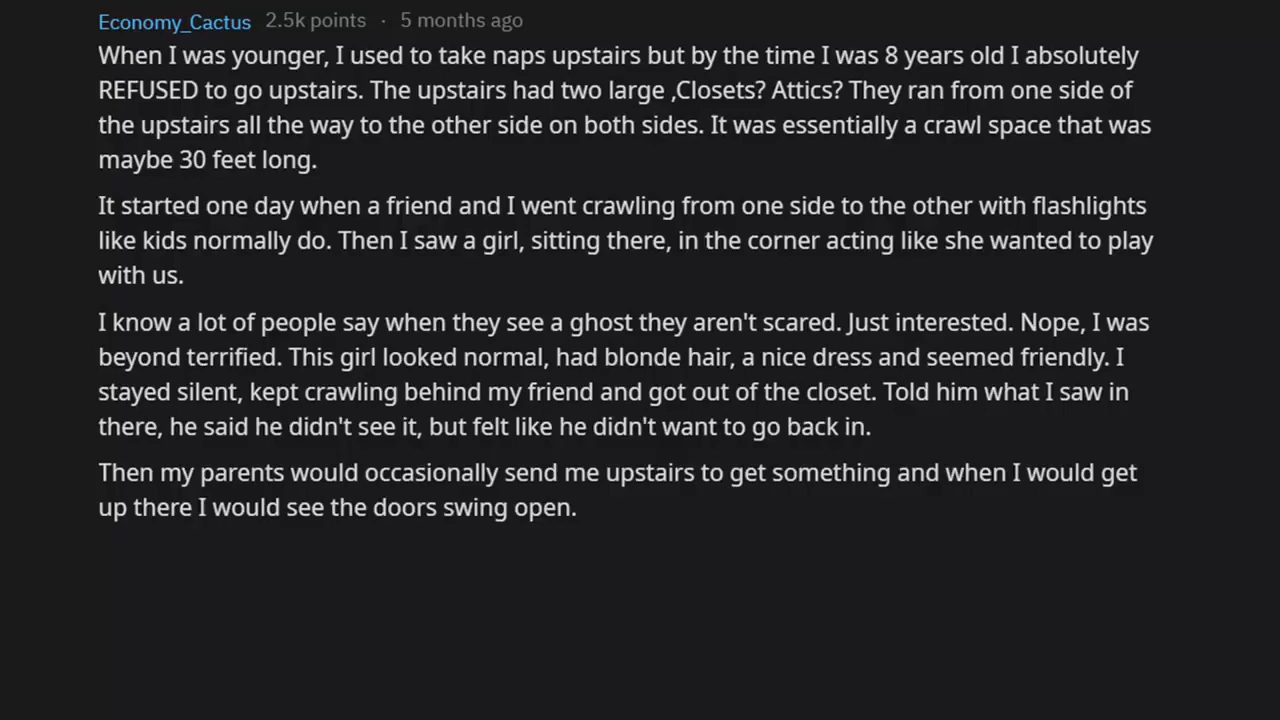 Economy_Cactus 2.5k points · 5 months ago
When I was younger, I used to take naps upstairs but by the time I was 8 years old I absolutely
REFUSED to go upstairs. The upstairs had two large ,Closets? Attics? They ran from one side of
the upstairs all the way to the other side on both sides. It was essentially a crawl space that was
maybe 30 feet long.
It started one day when a friend and I went crawling from one side to the other with flashlights
like kids normally do. Then I saw a girl, sitting there, in the corner acting like she wanted to play
with us.
I know a lot of people say when they see a ghost they aren't scared. Just interested. Nope, I was
beyond terrified. This girl looked normal, had blonde hair, a nice dress and seemed friendly. I
stayed silent, kept crawling behind my friend and got out of the closet. Told him what I saw in
there, he said he didn't see it, but felt like he didn't want to go back in.
Then my parents would occasionally send me upstairs to get something and when I would get
up there I would see the doors swing open.